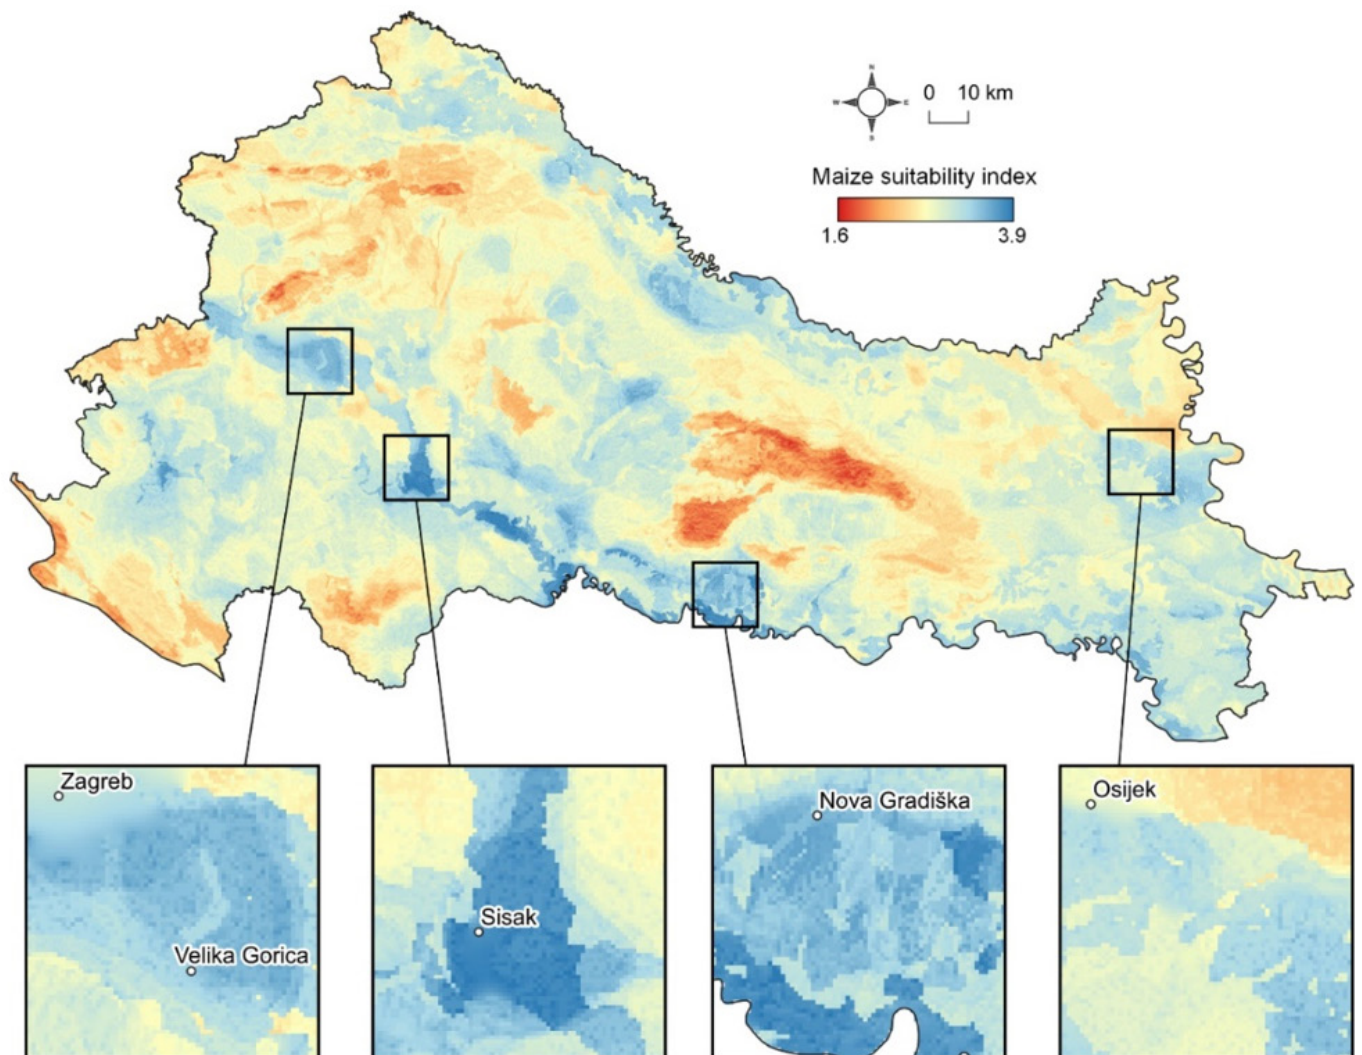 N
W E
S
0 10 km
Maize suitability index
1.6 3.9
Zagreb
Velika Gorica
Sisak
Nova Gradiška
Osijek